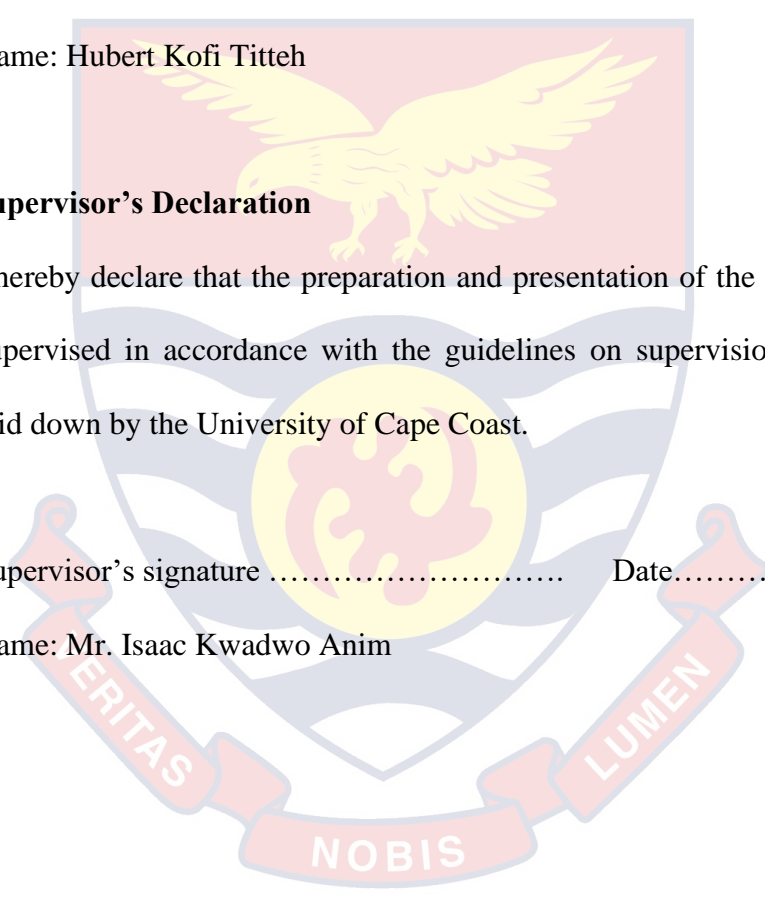 ame: Hubert Kofi Titteh
upervisor’s Declaration
hereby declare that the preparation and presentation of the
upervised in accordance with the guidelines on supervisio
id down by the University of Cape Coast.
upervisor’s signature ………………………. Date………
ame: Mr. Isaac Kwadwo Anim
VERITAS
NOBIS
LUMEN